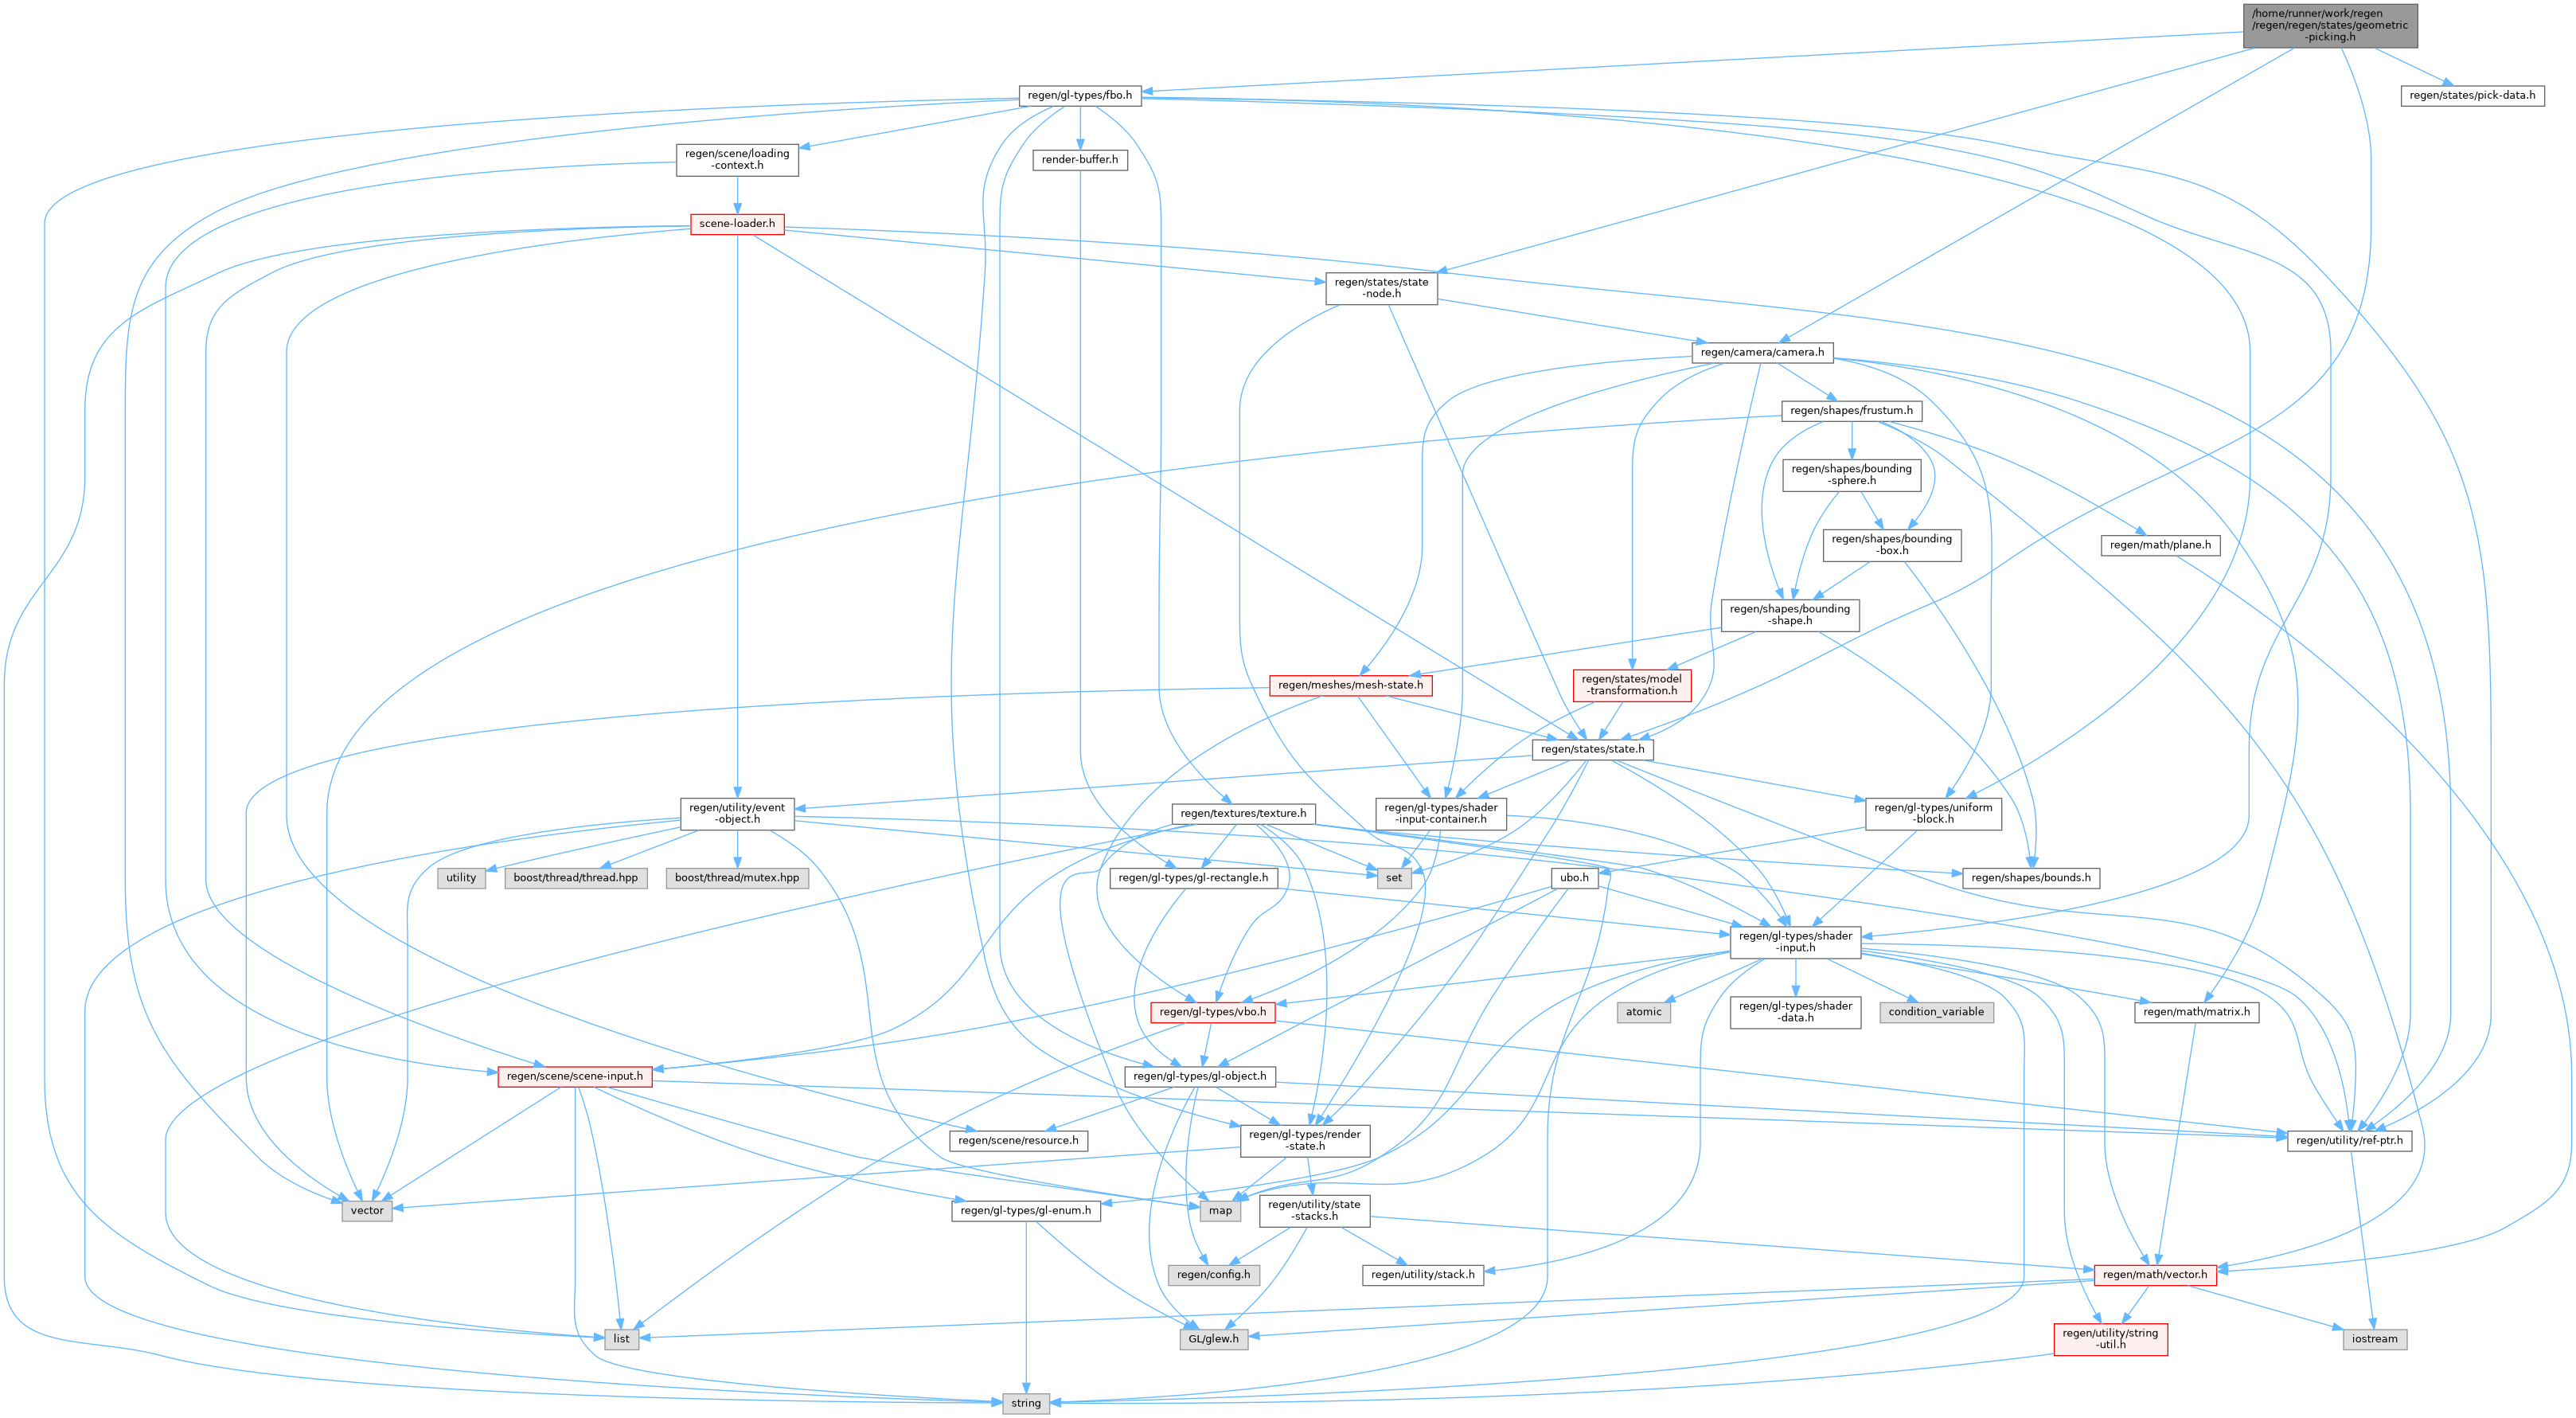 /home/runner/work/regen
/regen/regen/states/geometric
-picking.h
regen/gl-types/fbo.h
regen/states/pick-data.h
regen/scene/loading
-context.h
render-buffer.h
scene-loader.h
regen/states/state
-node.h
regen/camera/camera.h
regen/shapes/frustum.h
regen/shapes/bounding
-sphere.h
regen/shapes/bounding
-box.h
regen/math/plane.h
regen/shapes/bounding
-shape.h
regen/meshes/mesh-state.h
regen/states/model
-transformation.h
regen/states/state.h
regen/utility/event
-object.h
regen/textures/texture.h
regen/gl-types/shader
-input-container.h
regen/gl-types/uniform
-block.h
utility
boost/thread/thread.hpp
boost/thread/mutex.hpp
regen/gl-types/gl-rectangle.h
set
ubo.h
regen/shapes/bounds.h
regen/gl-types/shader
-input.h
regen/gl-types/vbo.h
atomic
regen/gl-types/shader
-data.h
condition_variable
regen/math/matrix.h
regen/scene/scene-input.h
regen/gl-types/gl-object.h
regen/scene/resource.h
regen/gl-types/render
-state.h
regen/utility/ref-ptr.h
vector
regen/gl-types/gl-enum.h
map
regen/utility/state
-stacks.h
regen/config.h
regen/utility/stack.h
regen/math/vector.h
list
GL/glew.h
regen/utility/string
-util.h
iostream
string